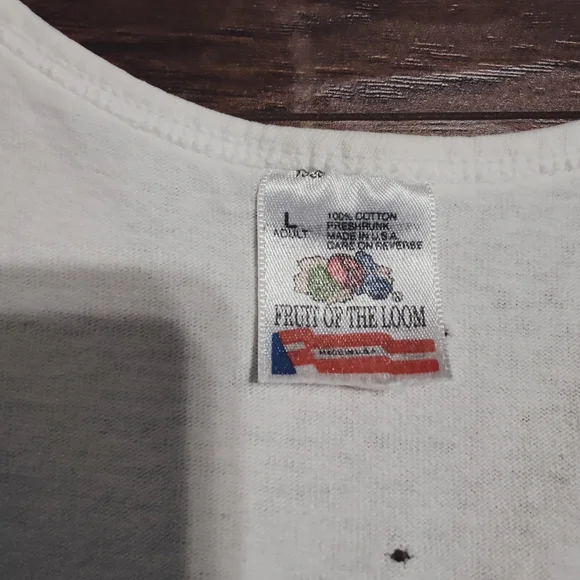 L
ADULT
100% COTTON
PRESHRUNK
MADE IN U.S.A.
CARE ON REVERSE
®
FRUIT OF THE LOOM
MADE IN U.S.A.